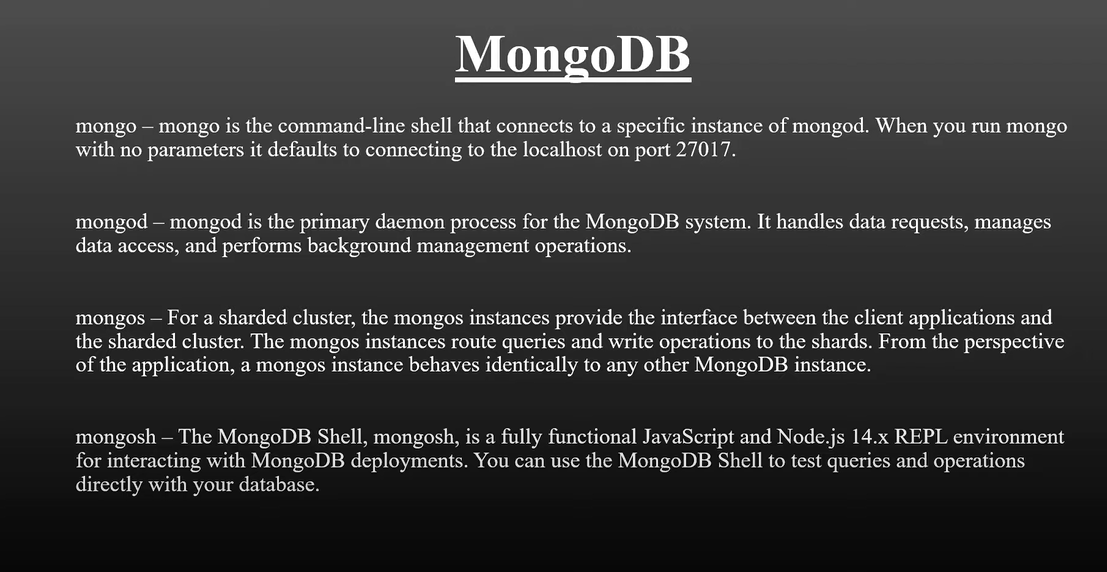 MongoDB
mongo – mongo is the command-line shell that connects to a specific instance of mongod. When you run mongo
with no parameters it defaults to connecting to the localhost on port 27017.
mongod – mongod is the primary daemon process for the MongoDB system. It handles data requests, manages
data access, and performs background management operations.
mongos – For a sharded cluster, the mongos instances provide the interface between the client applications and
the sharded cluster. The mongos instances route queries and write operations to the shards. From the perspective
of the application, a mongos instance behaves identically to any other MongoDB instance.
mongosh – The MongoDB Shell, mongosh, is a fully functional JavaScript and Node.js 14.x REPL environment
for interacting with MongoDB deployments. You can use the MongoDB Shell to test queries and operations
directly with your database.